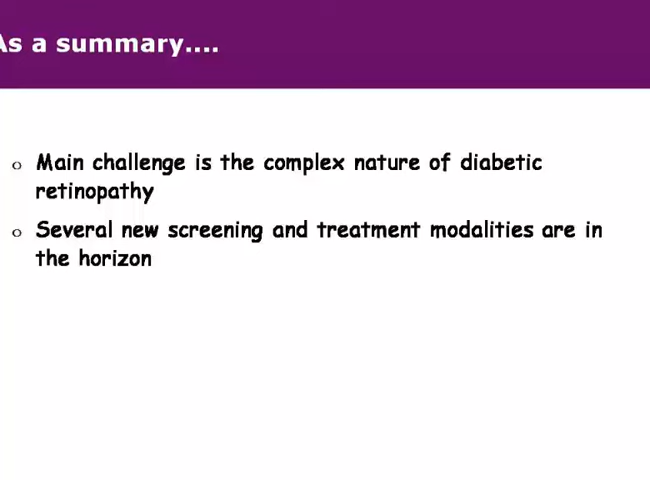 As a summary....
o Main challenge is the complex nature of diabetic
retinopathy
o Several new screening and treatment modalities are in
the horizon